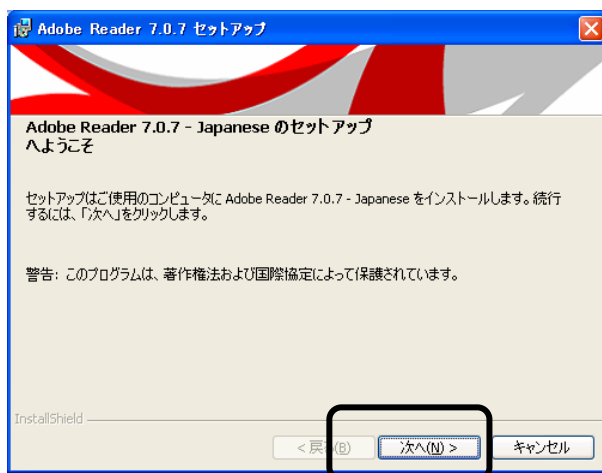 Adobe Reader 7.0.7 セットアップ
Adobe Reader 7.0.7 - Japanese のセットアップ
へようこそ
セットアップはご使用のコンピュータに Adobe Reader 7.0.7 - Japanese をインストールします。続行
するには、「次へ」をクリックします。
警告: このプログラムは、著作権法および国際協定によって保護されています。
InstallShield
< 戻る(B) 次へ(N) > キャンセル